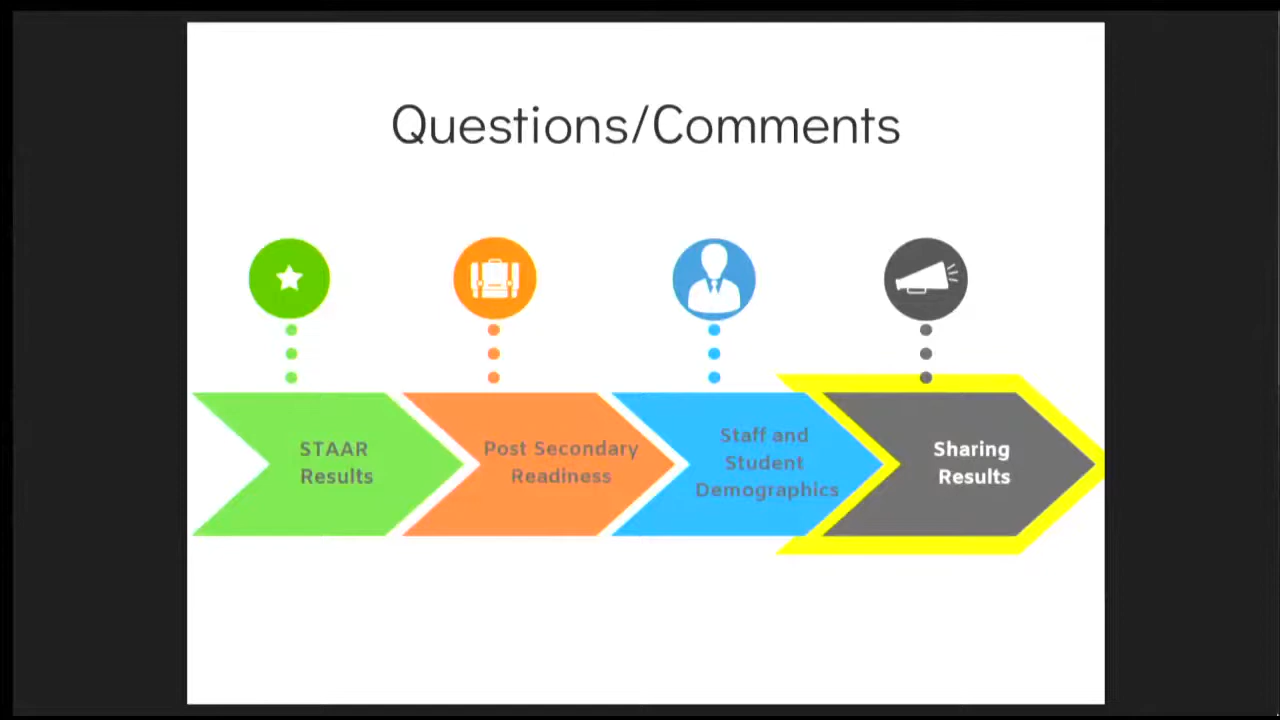 Questions/Comments
STAAR
Results
Post Secondary
Readiness
Staff and
Student
Demographics
Sharing
Results